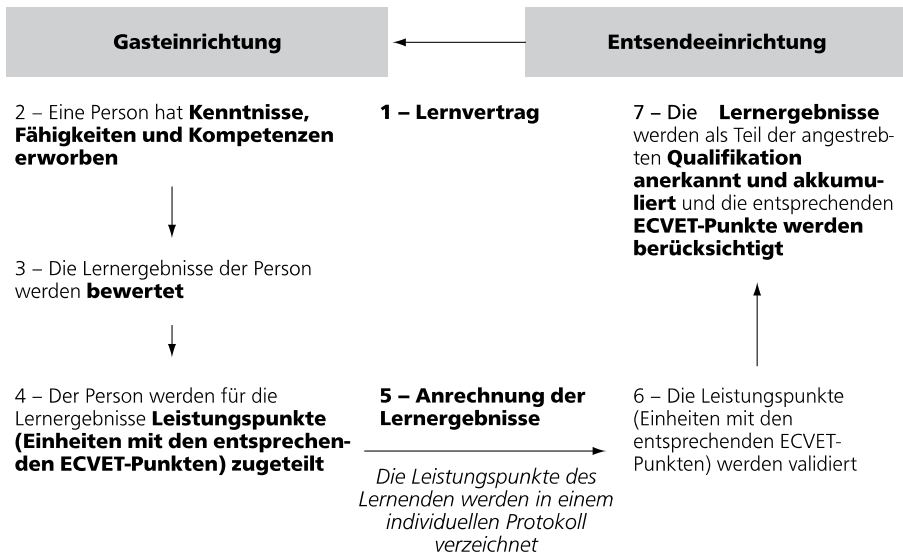 Gasteinrichtung
Entsendeeinrichtung
2 – Eine Person hat Kenntnisse,
Fähigkeiten und Kompetenzen
erworben
1 – Lernvertrag
7 – Die Lernergebnisse
werden als Teil der angestreb-
ten Qualifikation
anerkannt und akkumu-
liert und die entsprechenden
ECVET-Punkte werden
berücksichtigt
3 – Die Lernergebnisse der Person
werden bewertet
4 – Der Person werden für die
Lernergebnisse Leistungspunkte
(Einheiten mit den entsprechen-
den ECVET-Punkten) zugeteilt
5 – Anrechnung der
Lernergebnisse
Die Leistungspunkte des
Lernenden werden in einem
individuellen Protokoll
verzeichnet
6 – Die Leistungspunkte
(Einheiten mit den
entsprechenden ECVET-
Punkten) werden validiert